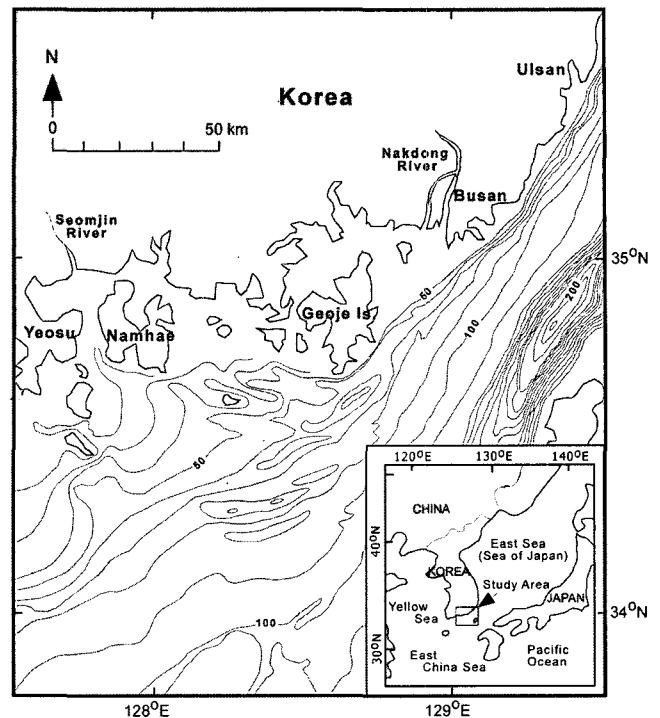 Ulsan
N
Korea
0
50 km
Nakdong
River
Busan
Seomjin
River
35°N
50
200
100
Geoje Is
Yeosu
Namhae
50
120°E
130°E
140°E
CHINA
40°N
East Sea
(Sea of Japan)
KOREA
Study Area
JAPAN
Yellow
Sea
34°N
100
30°N
East
China Sea
Pacific
Ocean
128°E
129°E